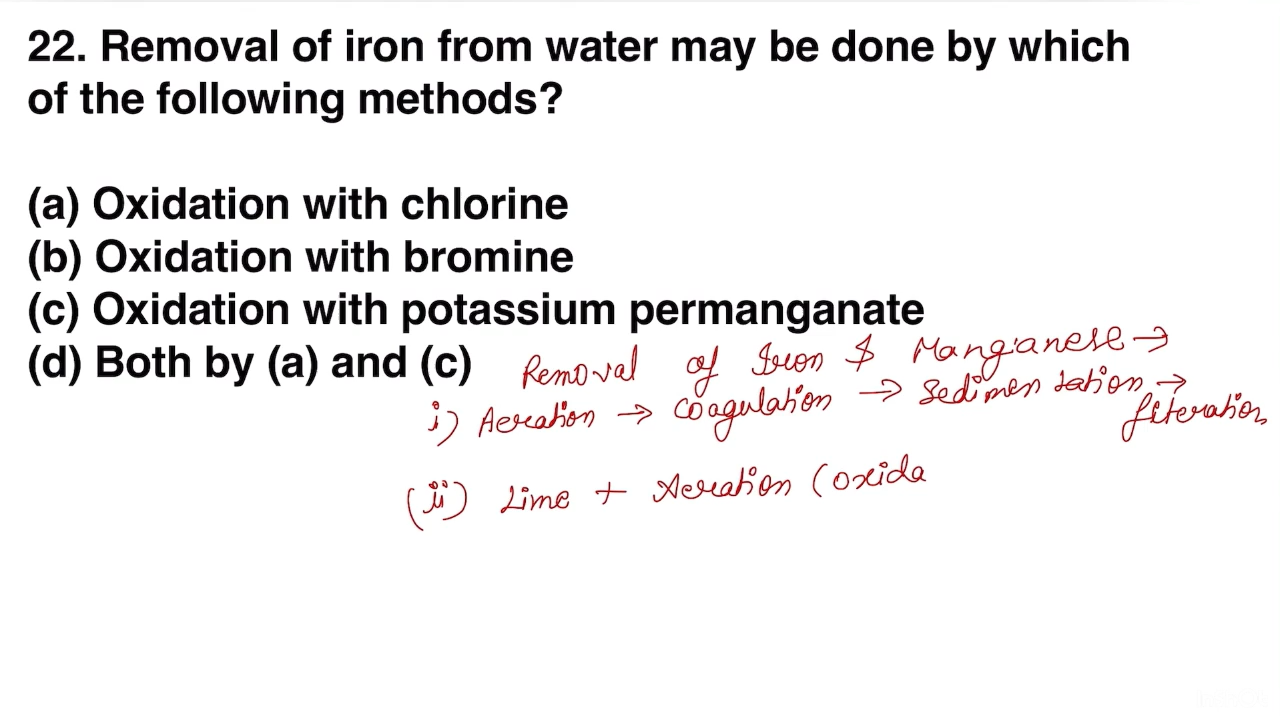 22. Removal of iron from water may be done by which
of the following methods?
(a) Oxidation with chlorine
(b) Oxidation with bromine
(c) Oxidation with potassium permanganate
(d) Both by (a) and (c)
Removal of Iron & Manganese →
i) Aeration → Coagulation → Sedimentation →
filteration
(ii) Lime + Aeration (oxida